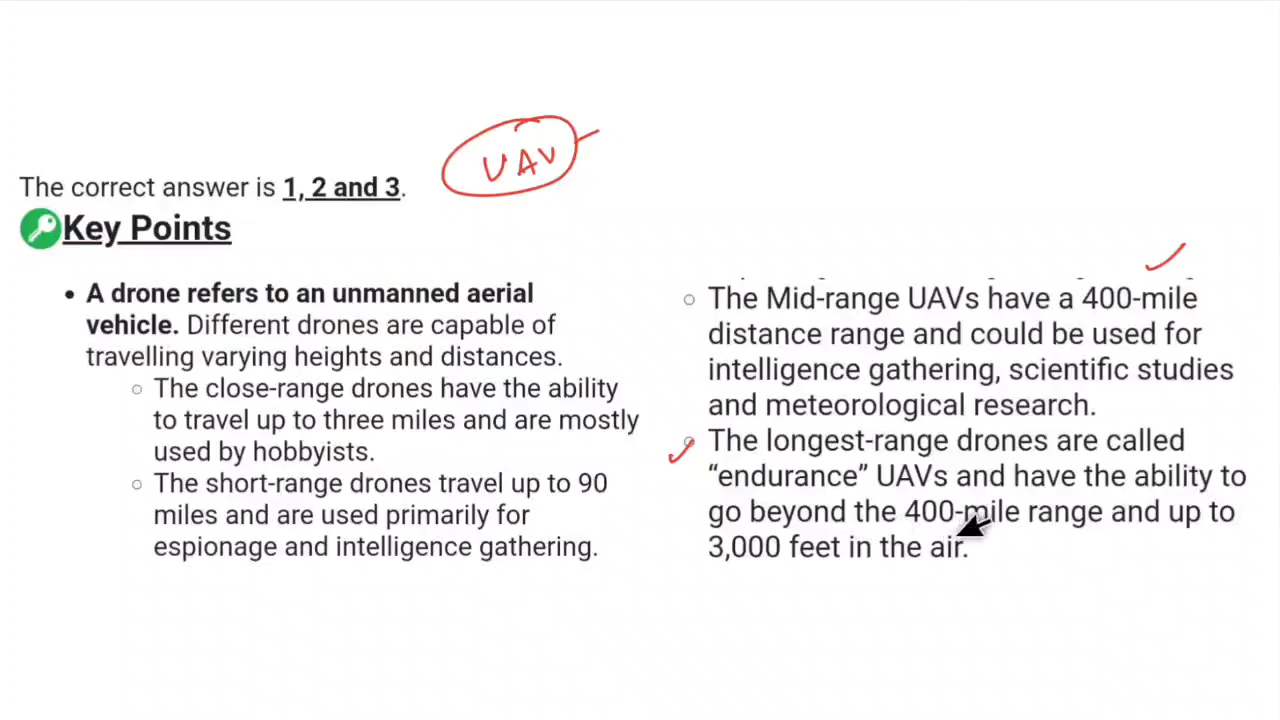 UAV
The correct answer is 1, 2 and 3.
Key Points
A drone refers to an unmanned aerial
vehicle. Different drones are capable of
travelling varying heights and distances.
The close-range drones have the ability
to travel up to three miles and are mostly
used by hobbyists.
The short-range drones travel up to 90
miles and are used primarily for
espionage and intelligence gathering.
The Mid-range UAVs have a 400-mile
distance range and could be used for
intelligence gathering, scientific studies
and meteorological research.
The longest-range drones are called
“endurance” UAVs and have the ability to
go beyond the 400-mile range and up to
3,000 feet in the air.